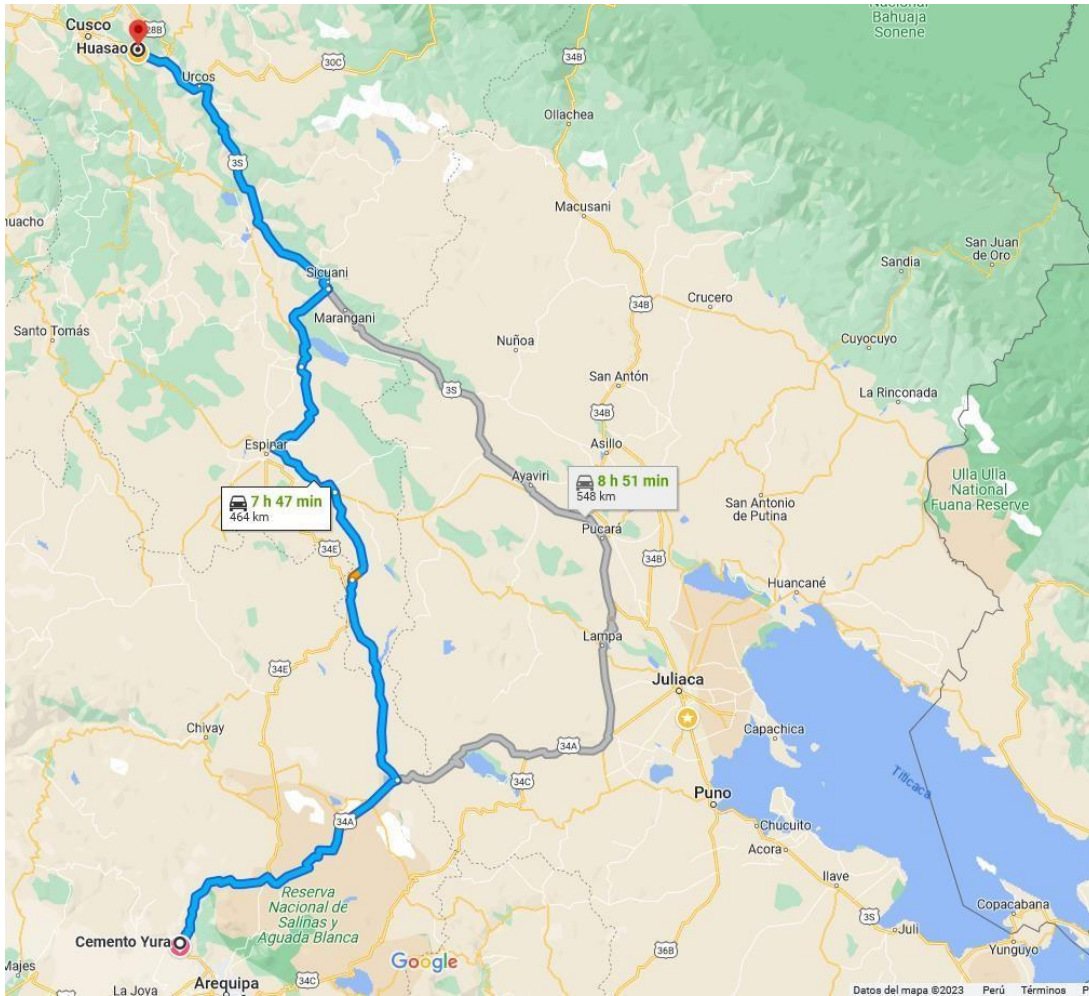 Nacional
Bahuaja
Sonene
Cusco
28B
Huasao
34B
30C
Urcos
Ollachea
3S
Macusani
huacho
San Juan
de Oro
Sandia
Sicuani
34B
Crucero
Marangani
Santo Tomás
Nuñoa
Cuyocuyo
San Antón
3S
La Rinconada
34B
Espinar
Asillo
Ayaviri
8 h 51 min
548 km
Ulla Ulla
National
Fuana Reserve
7 h 47 min
464 km
San Antonio
de Putina
Pucará
34E
34B
Huancané
Lampa
34E
Juliaca
Chivay
Capachica
34A
34C
Titicaca
Puno
34A
Chucuito
Acora
Ilave
Reserva
Nacional de
Salinas y
Aguada Blanca
Copacabana
3S
Cemento Yura
Juli
Yunguyo
36B
Google
Majes
34C
Arequipa
La Joya
Datos del mapa ©2023 Perú Términos P